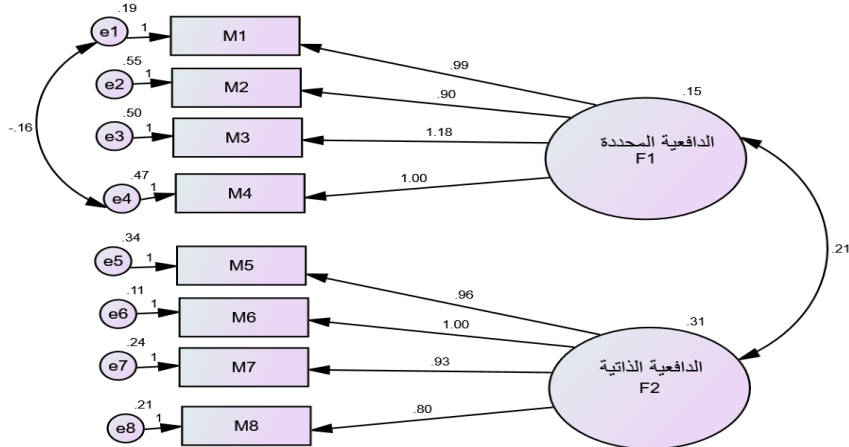 .19
e1 1 M1
.99
.55
e2 1 M2
.90
.15
.50
e3 1 M3
1.18
الدافعية المحددة
F1
-.16
.47
e4 1 M4
1.00
.21
.34
e5 1 M5
.96
.11
e6 1 M6
1.00
.31
.24
e7 1 M7
.93
الدافعية الذاتية
F2
.21
e8 1 M8
.80